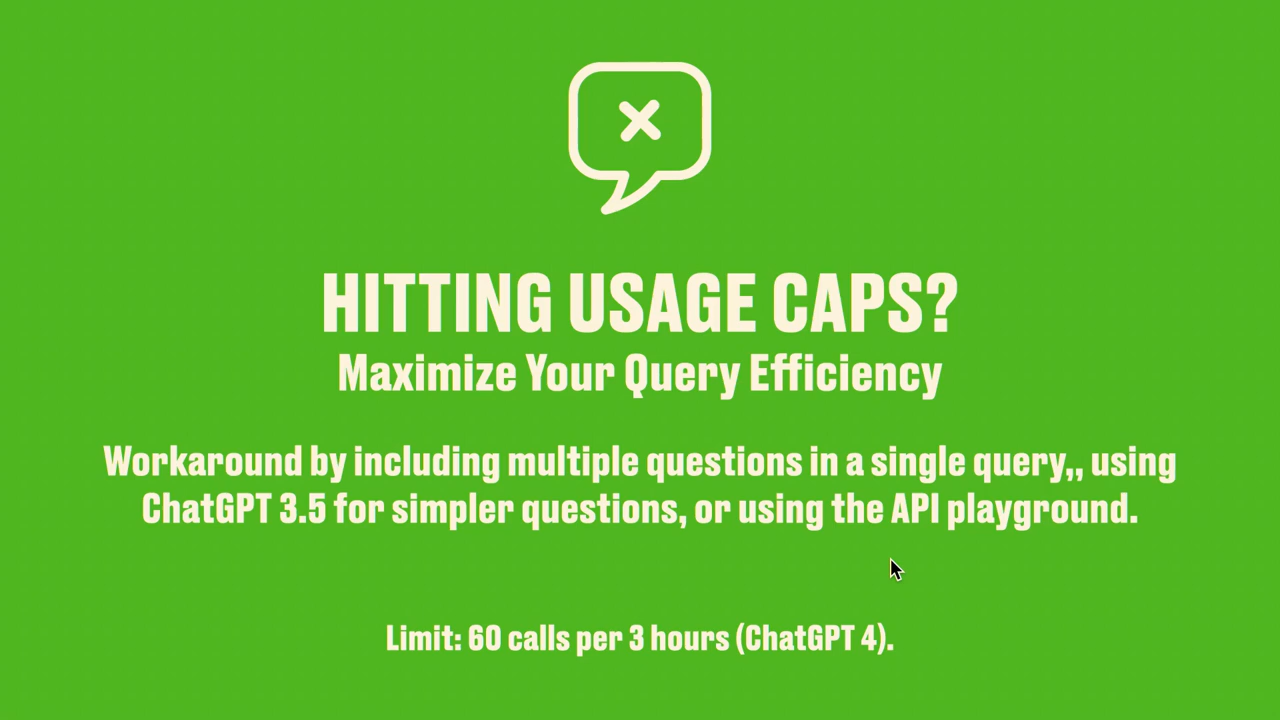 HITTING USAGE CAPS?
Maximize Your Query Efficiency
Workaround by including multiple questions in a single query,, using
ChatGPT 3.5 for simpler questions, or using the API playground.
Limit: 60 calls per 3 hours (ChatGPT 4).